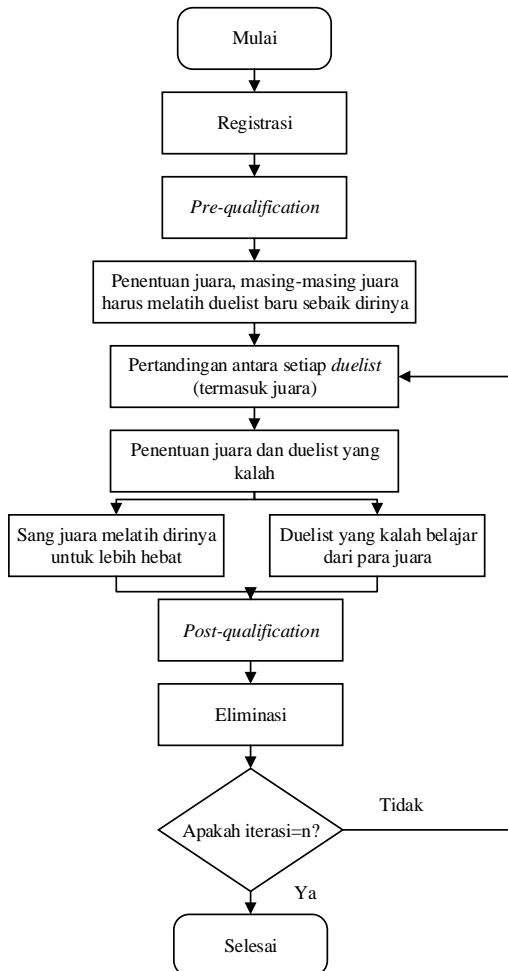 Mulai
Registrasi
Pre-qualification
Penentuan juara, masing-masing juara
harus melatih duelist baru sebaik dirinya
Pertandingan antara setiap duelist
(termasuk juara)
Penentuan juara dan duelist yang
kalah
Sang juara melatih dirinya
untuk lebih hebat
Duelist yang kalah belajar
dari para juara
Post-qualification
Eliminasi
Apakah iterasi=n?
Tidak
Ya
Selesai